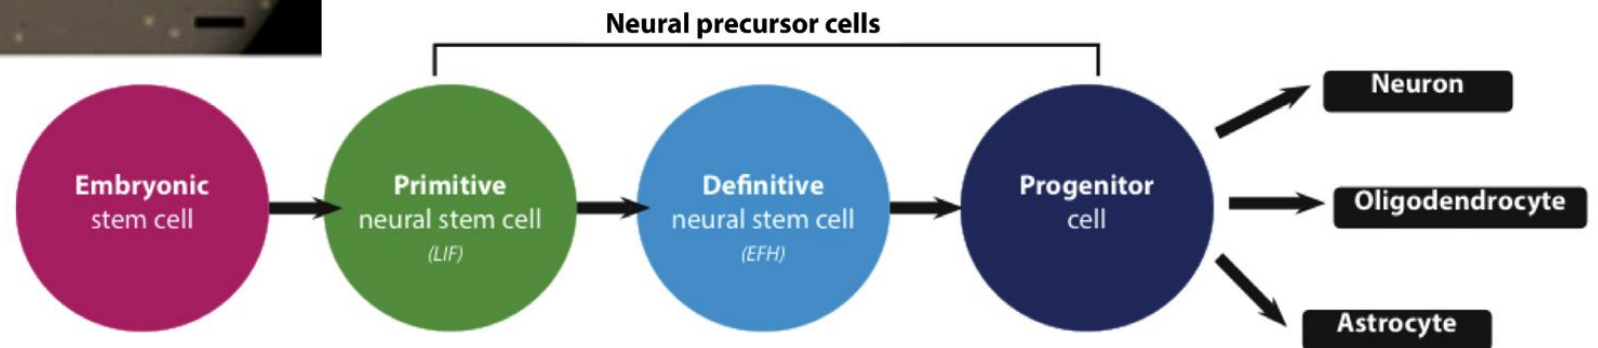 Neural precursor cells
Embryonic
stem cell
Primitive
neural stem cell
(LIF)
Definitive
neural stem cell
(EFH)
Progenitor
cell
Neuron
Oligodendrocyte
Astrocyte